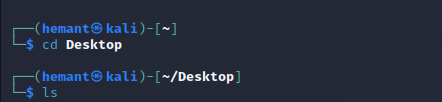 ┌──(hemant㉿kali)-[~]
└─$ cd Desktop
┌──(hemant㉿kali)-[~/Desktop]
└─$ ls